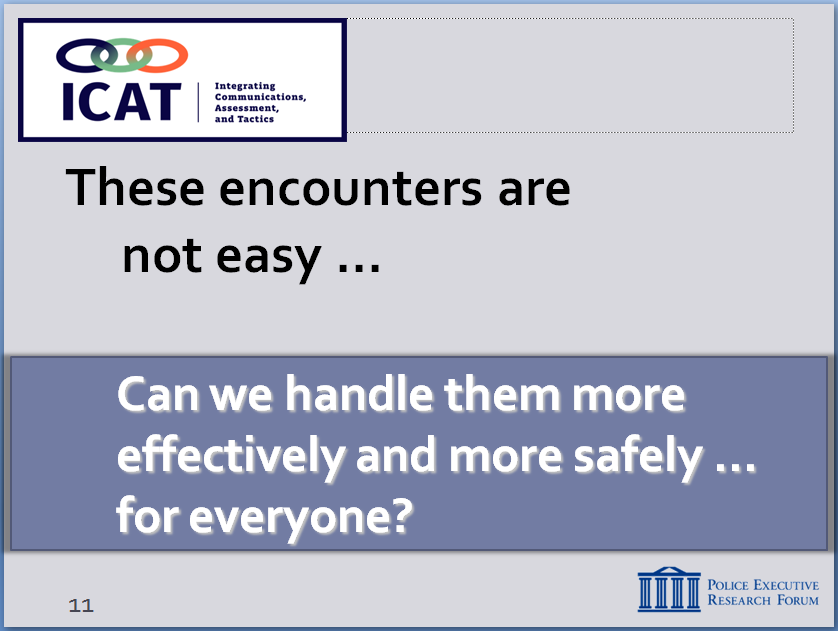 ICAT
Integrating
Communications,
Assessment,
and Tactics
These encounters are
not easy ...
Can we handle them more
effectively and more safely ...
for everyone?
11
POLICE EXECUTIVE
RESEARCH FORUM